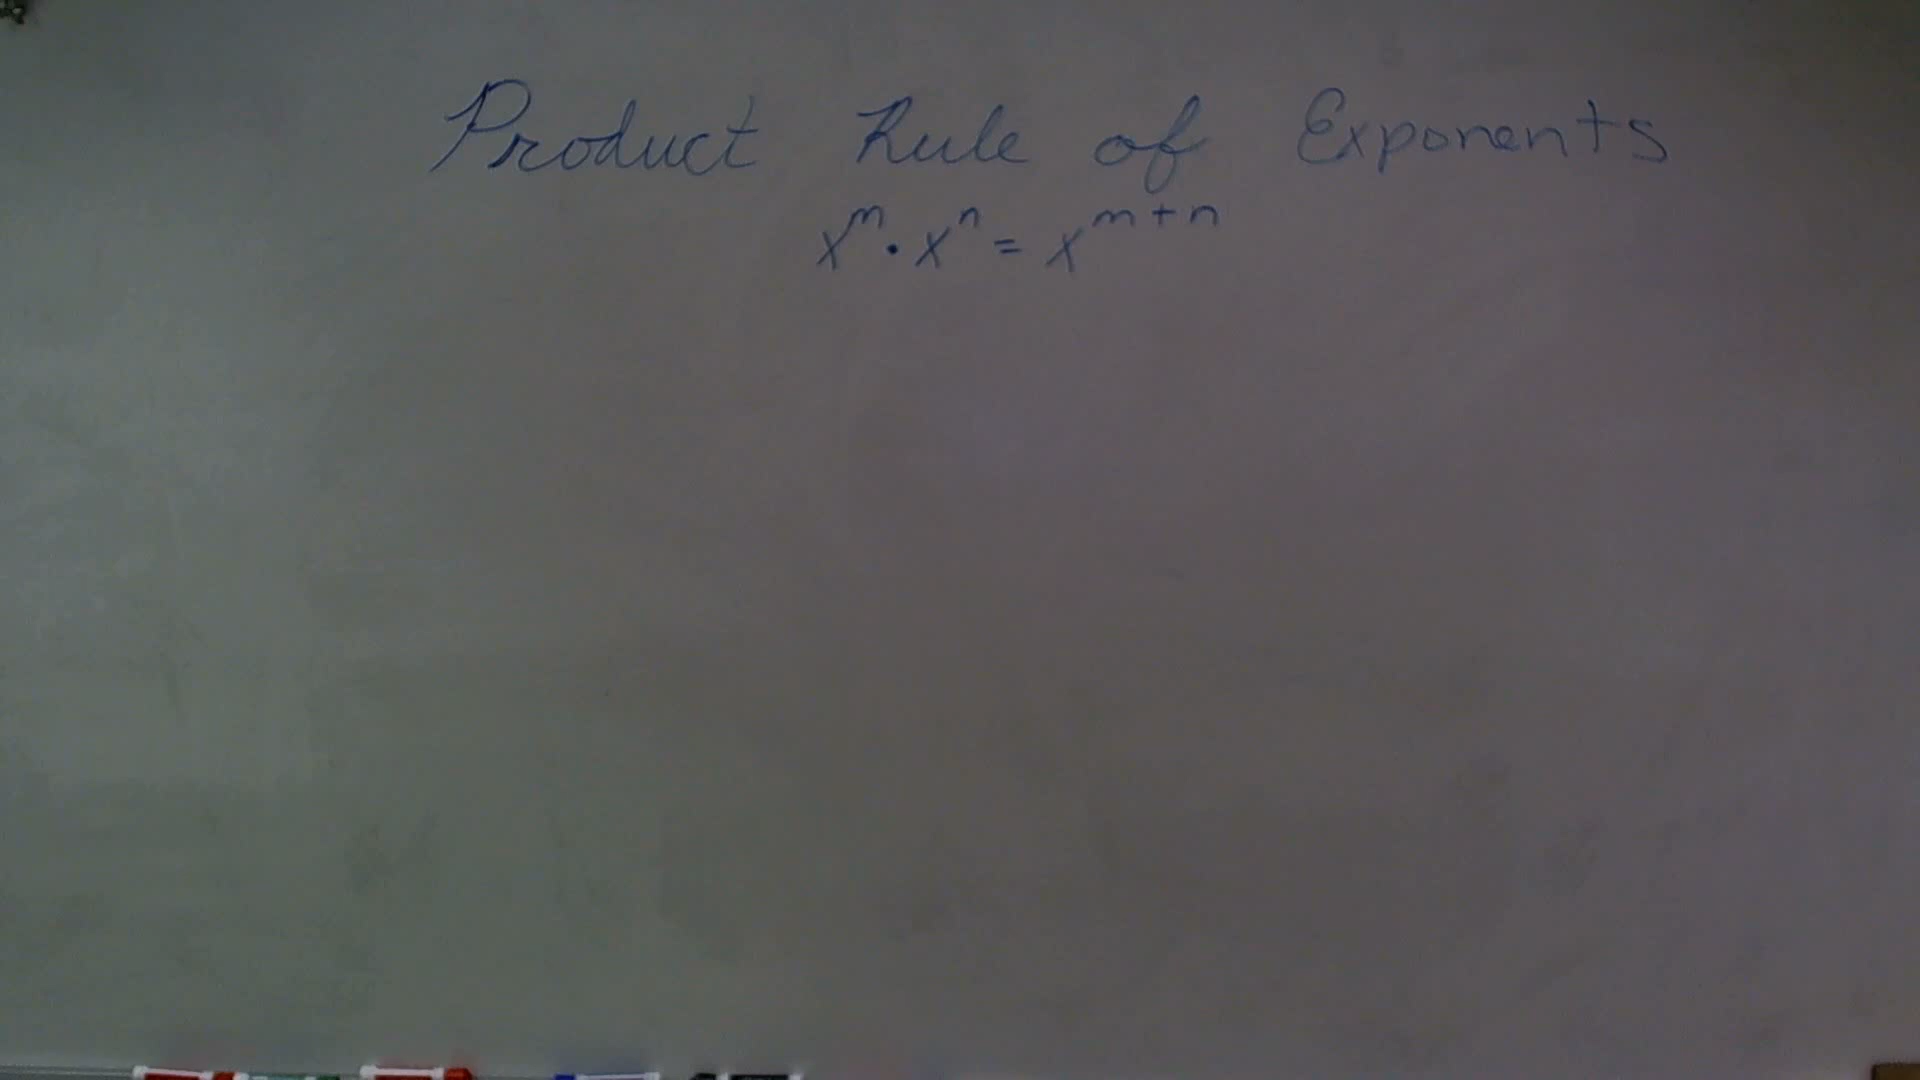 Product Rule of Exponents
x^m · x^n = x^{m+n}